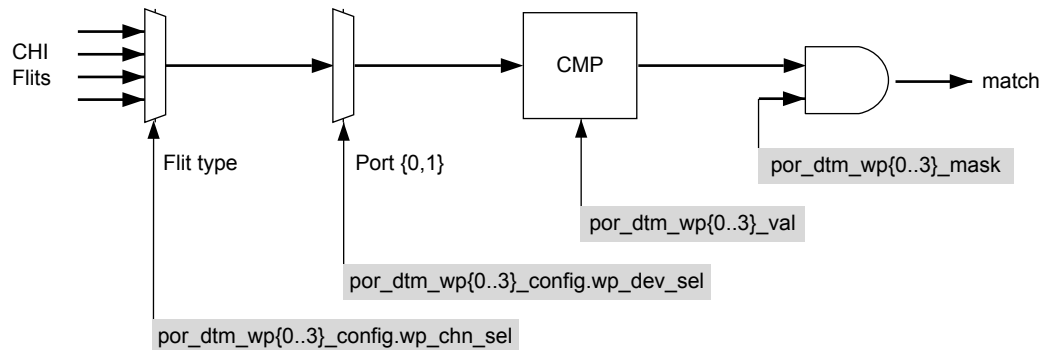 CHI
Flits
CMP
match
Flit type
Port {0,1}
por_dtm_wp{0..3}_mask
por_dtm_wp{0..3}_val
por_dtm_wp{0..3}_config.wp_dev_sel
por_dtm_wp{0..3}_config.wp_chn_sel